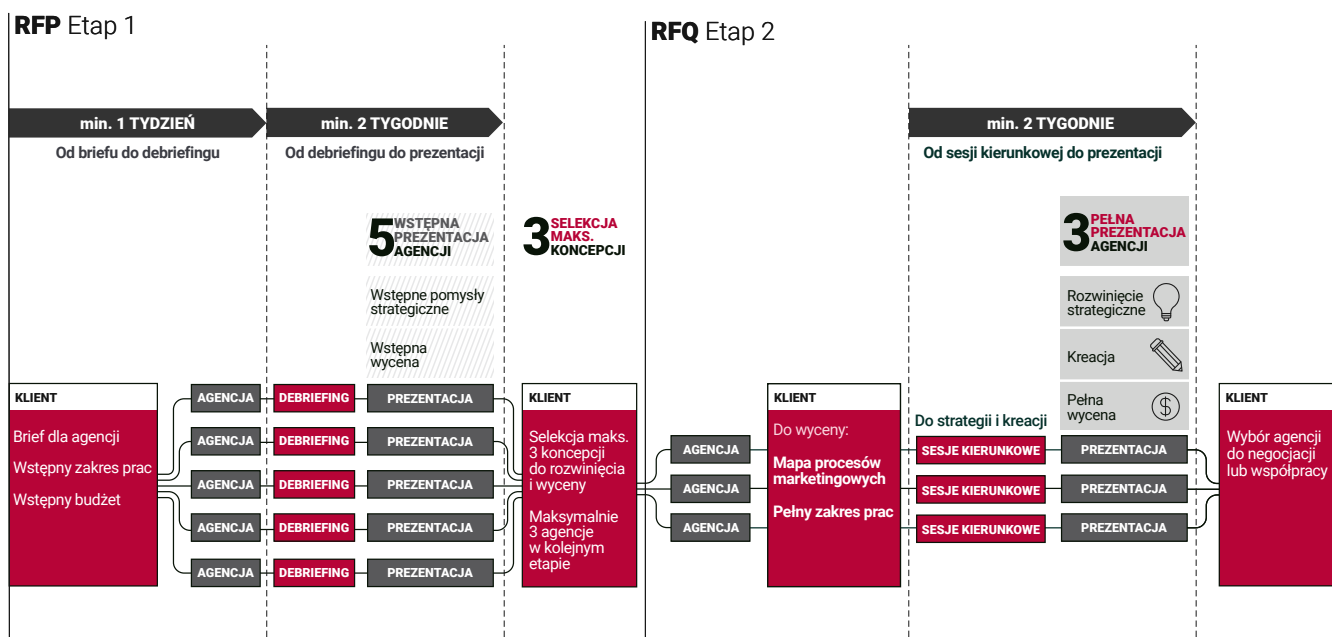 RFP Etap 1
min. 1 TYDZIEŃ
Od briefu do debriefingu
min. 2 TYGODNIE
Od debriefingu do prezentacji
5 WSTĘPNA
PREZENTACJA
AGENCJI
Wstępne pomysły
strategiczne
Wstępna
wycena
3 SELEKCJA
MAKS.
KONCEPCJI
KLIENT
Brief dla agencji
Wstępny zakres prac
Wstępny budżet
AGENCJA DEBRIEFING PREZENTACJA
AGENCJA DEBRIEFING PREZENTACJA
AGENCJA DEBRIEFING PREZENTACJA
AGENCJA DEBRIEFING PREZENTACJA
AGENCJA DEBRIEFING PREZENTACJA
KLIENT
Selekcja maks.
3 koncepcji
do rozwinięcia
i wyceny
Maksymalnie
3 agencje
w kolejnym
etapie
RFQ Etap 2
min. 2 TYGODNIE
Od sesji kierunkowej do prezentacji
3 PEŁNA
PREZENTACJA
AGENCJI
Rozwinięcie
strategiczne
Kreacja
Pełna
wycena
$
AGENCJA
AGENCJA
AGENCJA
KLIENT
Do wyceny:
Mapa procesów
marketingowych
Pełny zakres prac
Do strategii i kreacji
SESJE KIERUNKOWE PREZENTACJA
SESJE KIERUNKOWE PREZENTACJA
SESJE KIERUNKOWE PREZENTACJA
KLIENT
Wybór agencji
do negocjacji
lub współpracy